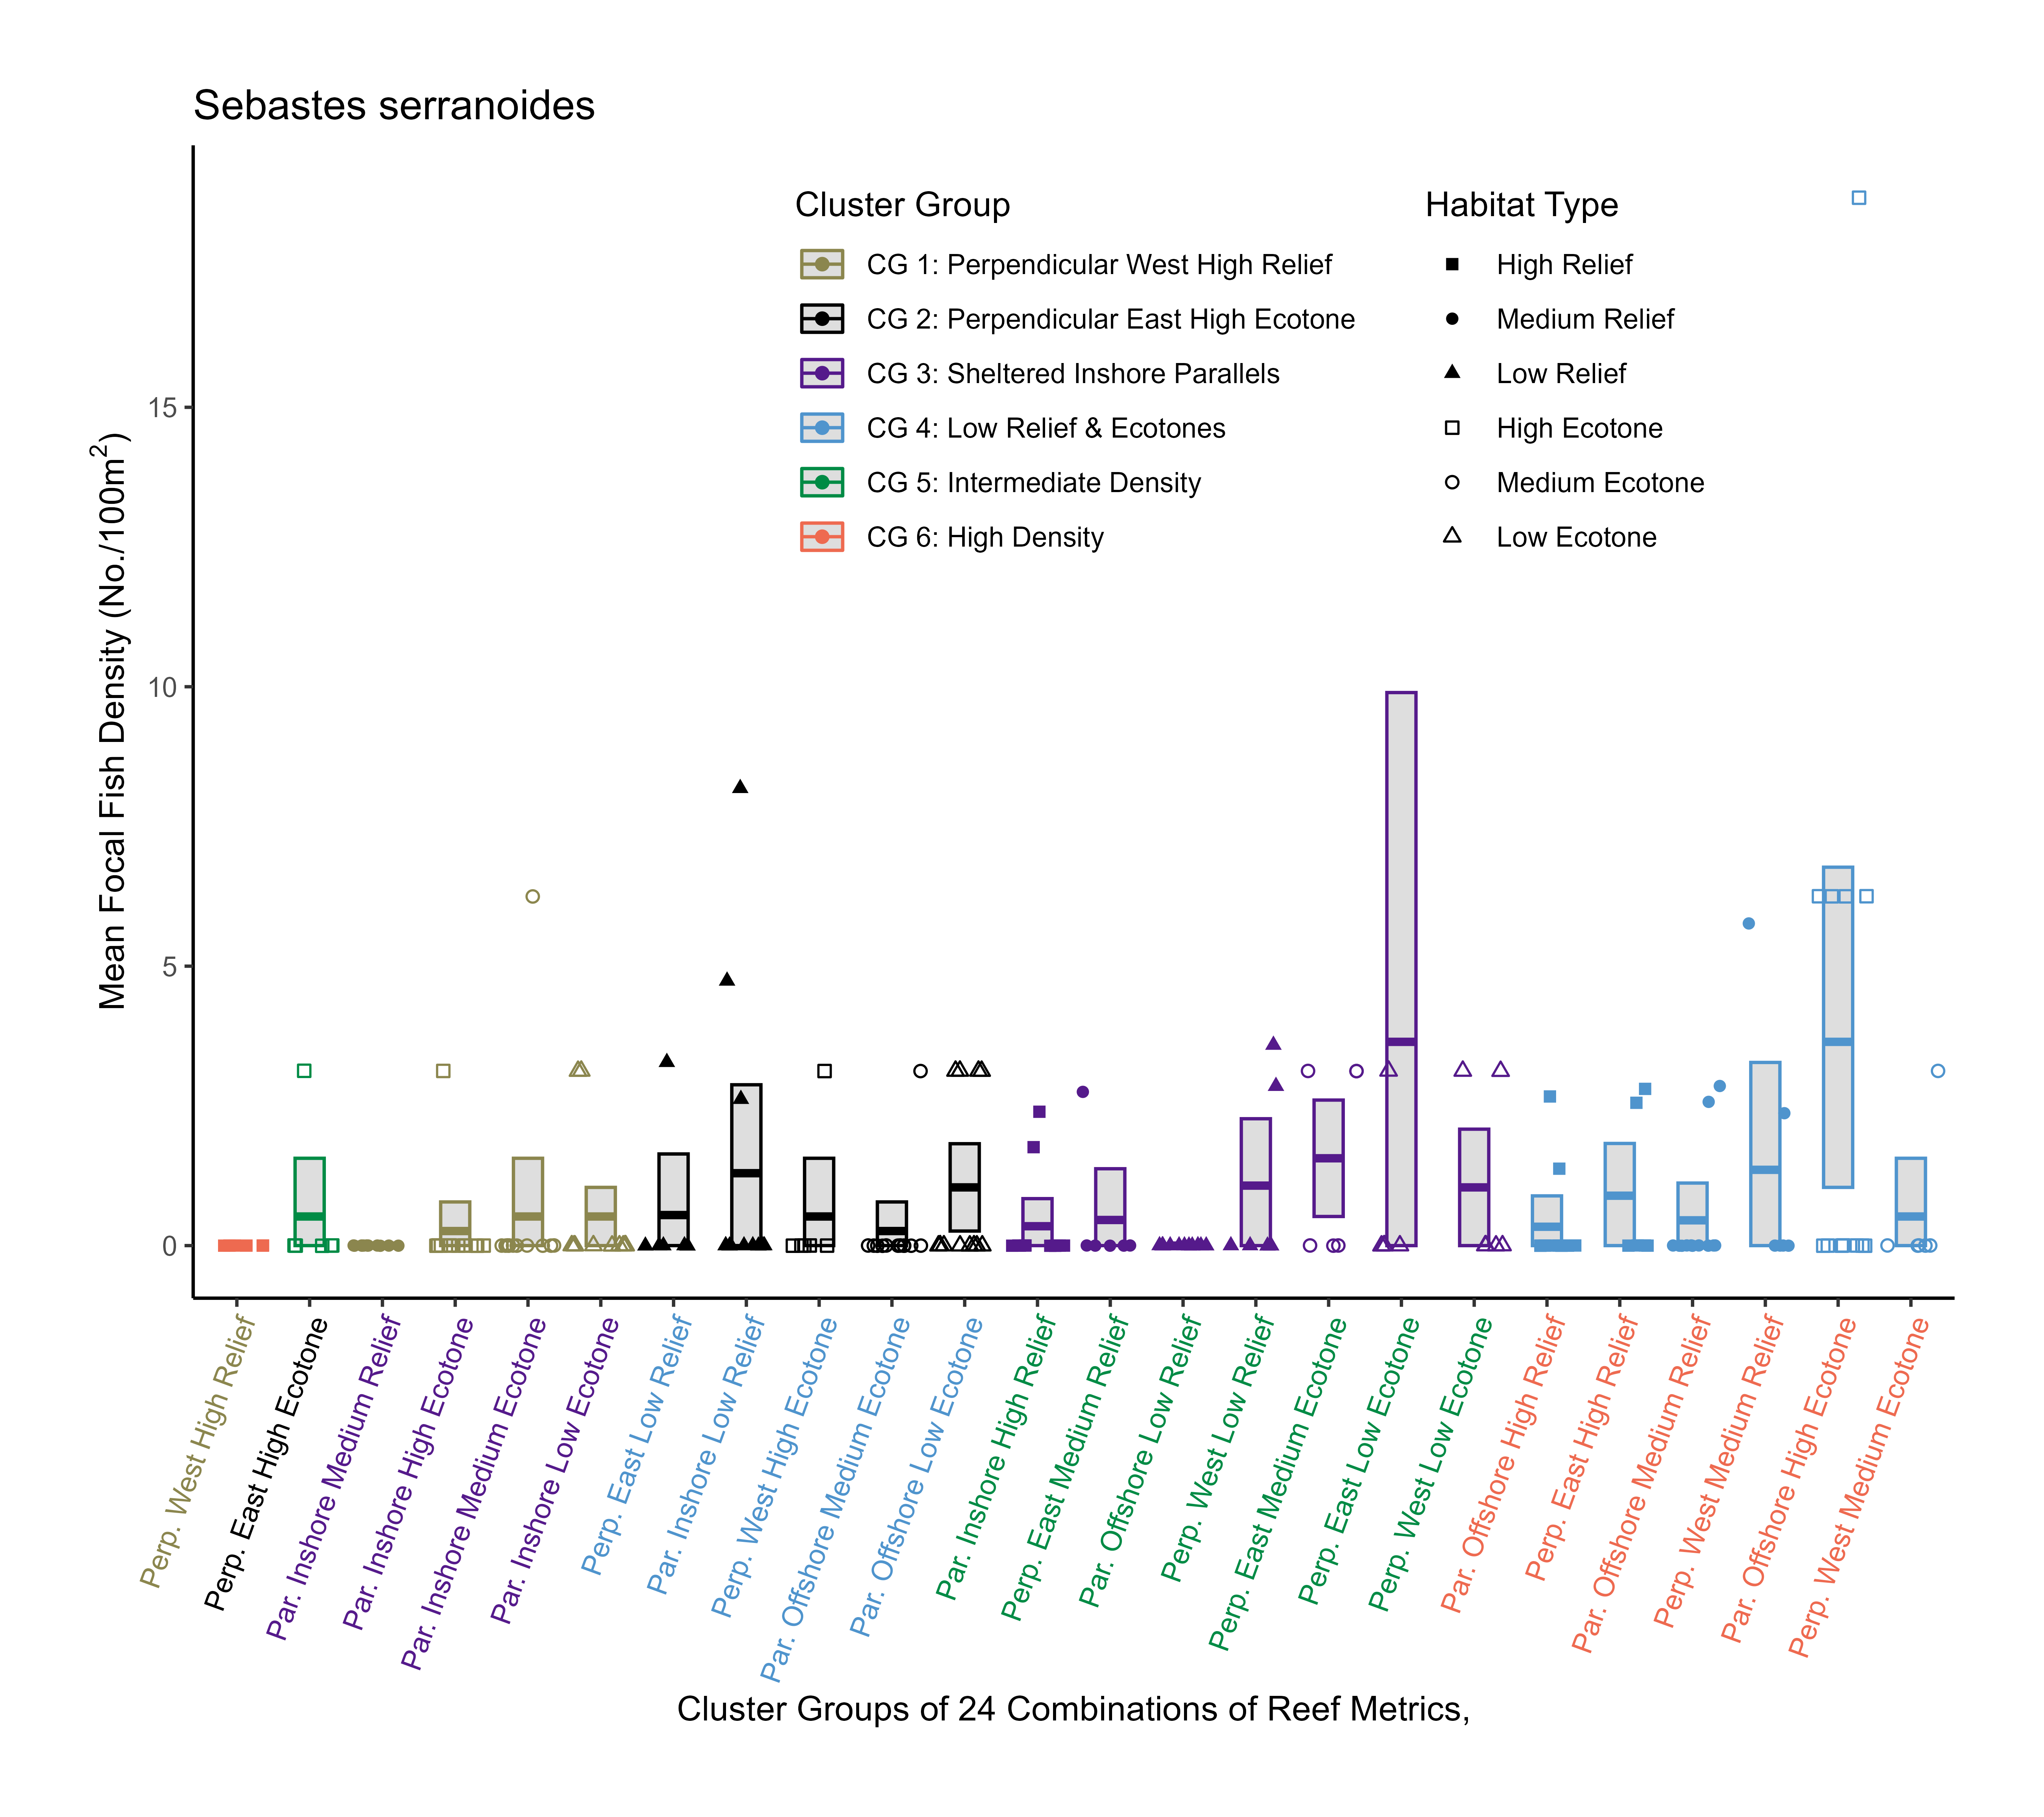 Sebastes serranoides
Cluster Group
CG 1: Perpendicular West High Relief
CG 2: Perpendicular East High Ecotone
CG 3: Sheltered Inshore Parallels
CG 4: Low Relief & Ecotones
CG 5: Intermediate Density
CG 6: High Density
Habitat Type
High Relief
Medium Relief
Low Relief
High Ecotone
Medium Ecotone
Low Ecotone
Mean Focal Fish Density (No./100m²)
15
10
5
0
Perp. West High Relief
Perp. East High Ecotone
Par. Inshore Medium Relief
Par. Inshore High Ecotone
Par. Inshore Medium Ecotone
Par. Inshore Low Ecotone
Perp. East Low Relief
Par. Inshore Low Relief
Perp. West High Ecotone
Par. Offshore Medium Ecotone
Par. Offshore Low Ecotone
Par. Inshore High Relief
Perp. East Medium Relief
Par. Offshore Low Relief
Perp. West Low Relief
Perp. East Medium Ecotone
Perp. East Low Ecotone
Perp. West Low Ecotone
Par. Offshore High Relief
Perp. East High Relief
Par. Offshore Medium Relief
Perp. West Medium Relief
Par. Offshore High Ecotone
Perp. West Medium Ecotone
Cluster Groups of 24 Combinations of Reef Metrics,